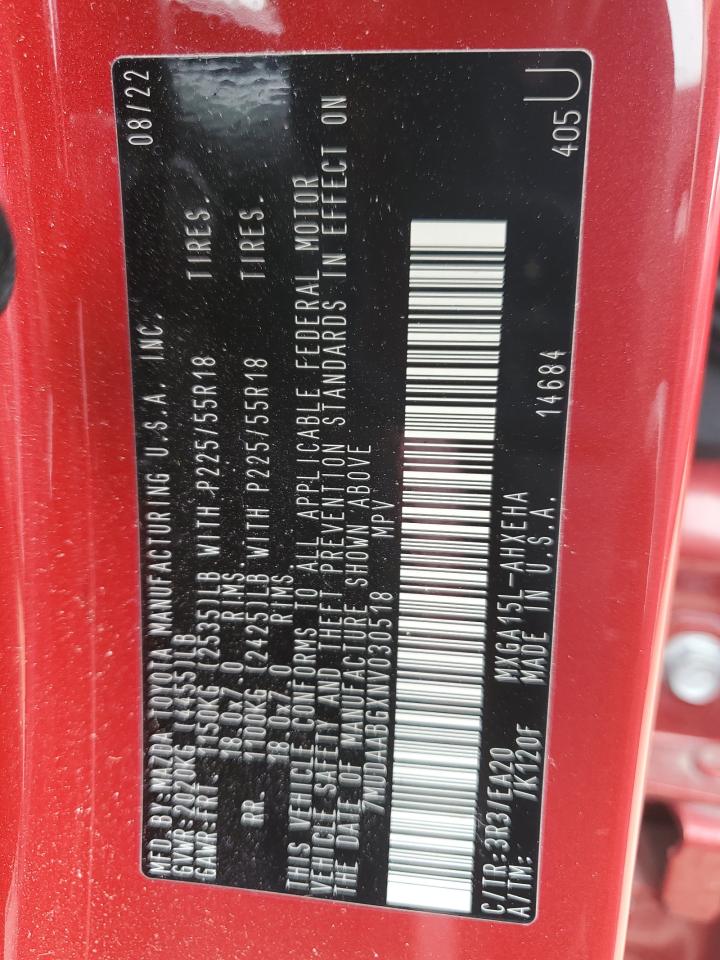 MFD BY:MAZDA TOYOTA MANUFACTURING U.S.A. INC. 08/22
GVWR:2020KG (4455)LB
GAWR:FRT. 1150KG (2535)LB WITH P225/55R18 TIRES.
18.0x7.0 RIMS.
RR. 1100KG (2425)LB WITH P225/55R18 TIRES.
18.0x7.0 RIMS.
THIS VEHICLE CONFORMS TO ALL APPLICABLE FEDERAL MOTOR
VEHICLE SAFETY AND THEFT PREVENTION STANDARDS IN EFFECT ON
THE DATE OF MANUFACTURE SHOWN ABOVE
7MUDAABGXNV030518 MPV
C/TR:3R3/EA20 MXGA15L-AHXEHA 14684 405 U
A/TM: /K120F MADE IN U.S.A.